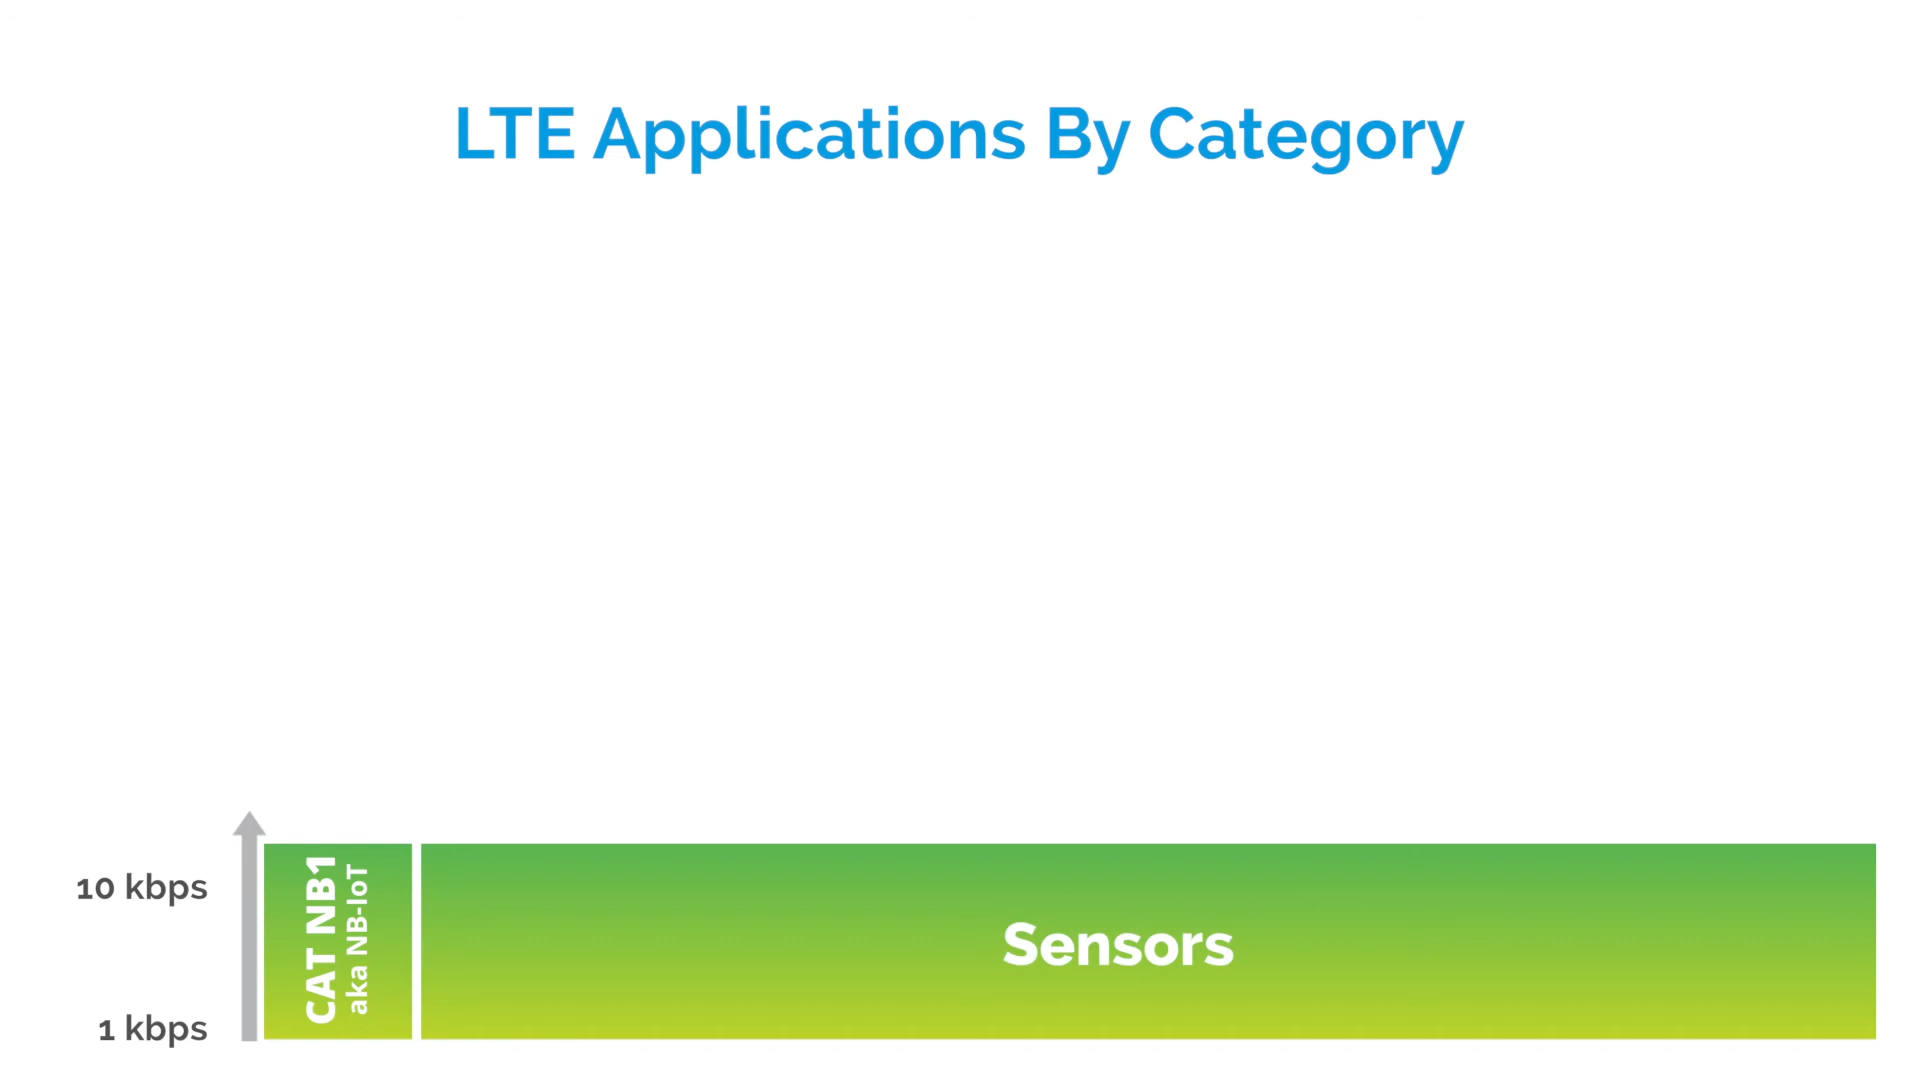 LTE Applications By Category
10 kbps
1 kbps
CAT NB1
aka NB-IoT
Sensors